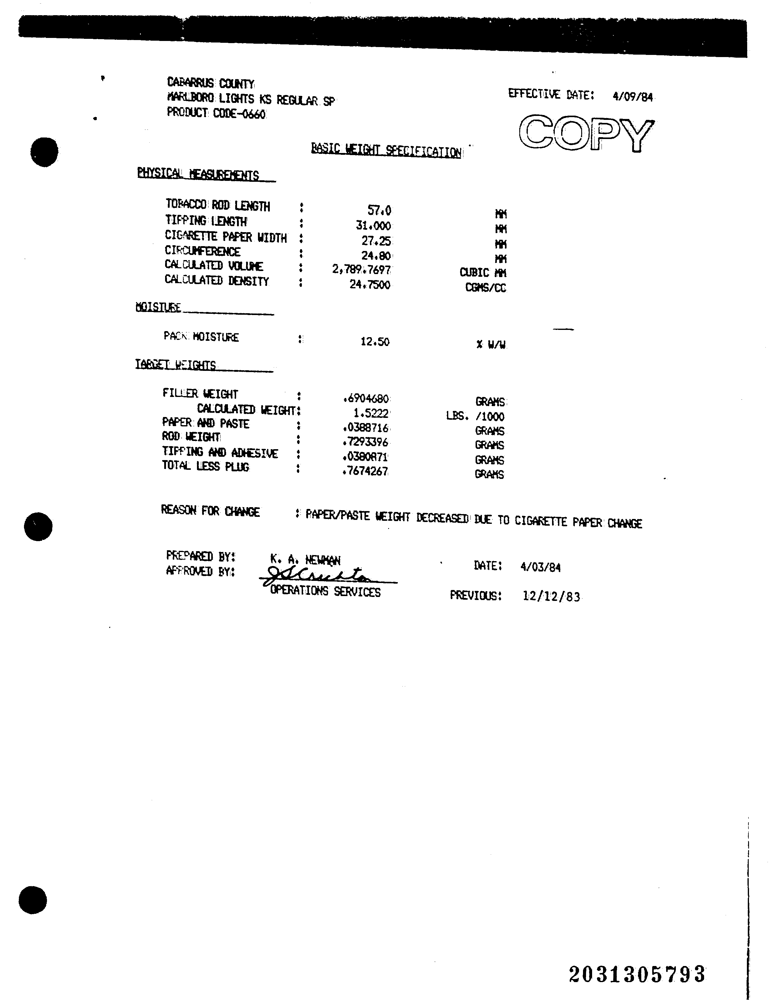 CABARRUS COUNTY
MARLBORO LIGHTS KS REGULAR SP
PRODUCT CODE-0660
EFFECTIVE DATE: 4/09/84
COPY
BASIC WEIGHT SPECIFICATION
PHYSICAL MEASUREMENTS
TOBACCO ROD LENGTH : 57.0 MM
TIPPING LENGTH : 31.000 MM
CIGARETTE PAPER WIDTH : 27.25 MM
CIRCUMFERENCE : 24.80 MM
CALCULATED VOLUME : 2,789.7697 CUBIC MM
CALCULATED DENSITY : 24.7500 CGMS/CC
MOISTURE
PACK MOISTURE : 12.50 % W/W
TARGET WEIGHTS
FILLER WEIGHT : .6904680 GRAMS
CALCULATED WEIGHT: 1.5222 LBS. /1000
PAPER AND PASTE : .0388716 GRAMS
ROD WEIGHT : .7293396 GRAMS
TIPPING AND ADHESIVE : .0380871 GRAMS
TOTAL LESS PLUG : .7674267 GRAMS
REASON FOR CHANGE : PAPER/PASTE WEIGHT DECREASED DUE TO CIGARETTE PAPER CHANGE
PREPARED BY: K. A. NEWMAN DATE: 4/03/84
APPROVED BY:
OPERATIONS SERVICES PREVIOUS: 12/12/83
2031305793